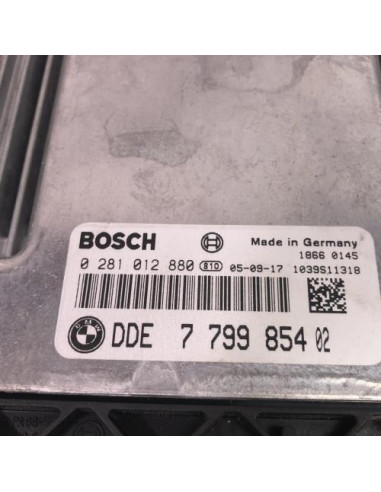 BOSCH Made in Germany
1866 0145
0 281 012 880 810 05-09-17 1039S11318
DDE 7 799 854 02